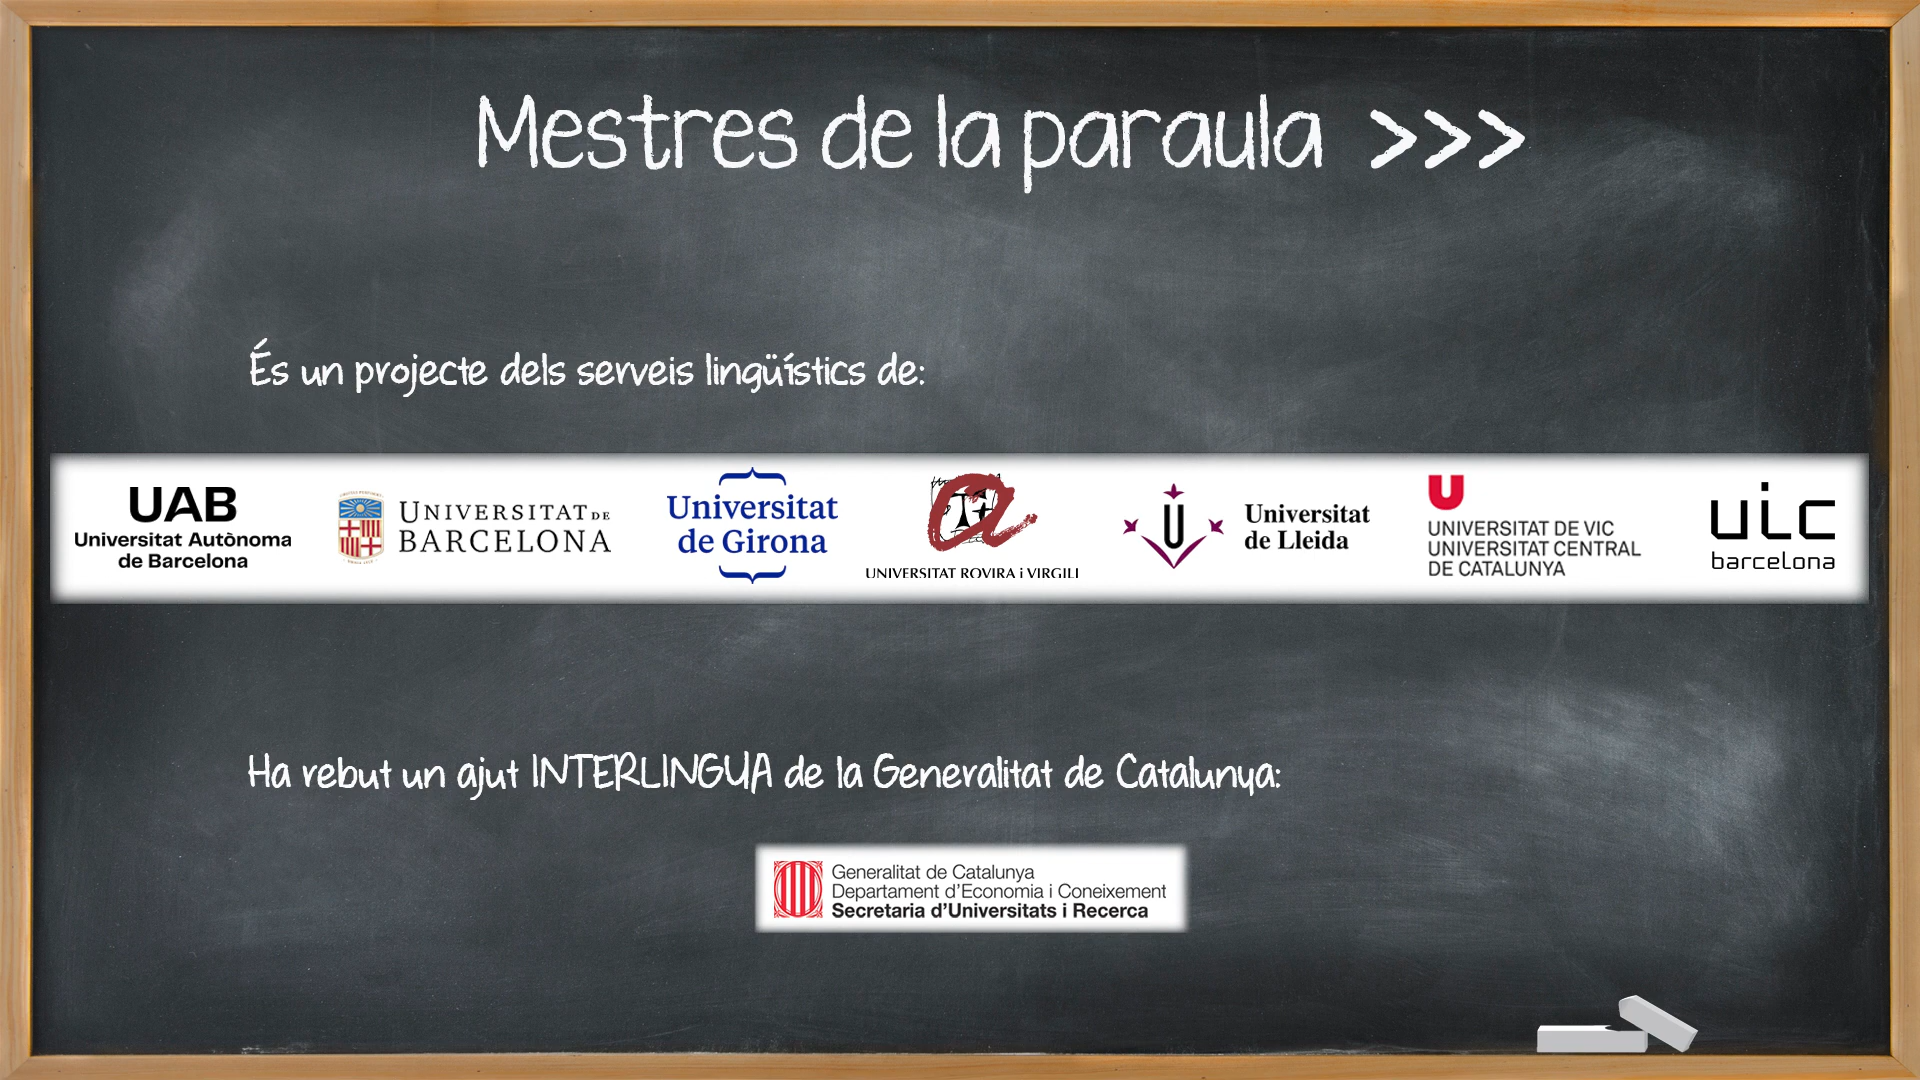 Mestres de la paraula >>>
És un projecte dels serveis lingüístics de:
UAB
Universitat Autònoma
de Barcelona
UNIVERSITAT DE
BARCELONA
Universitat
de Girona
UNIVERSITAT ROVIRA i VIRGILI
Universitat
de Lleida
U
UNIVERSITAT DE VIC
UNIVERSITAT CENTRAL
DE CATALUNYA
uic
barcelona
Ha rebut un ajut INTERLINGUA de la Generalitat de Catalunya:
Generalitat de Catalunya
Departament d'Economia i Coneixement
Secretaria d'Universitats i Recerca